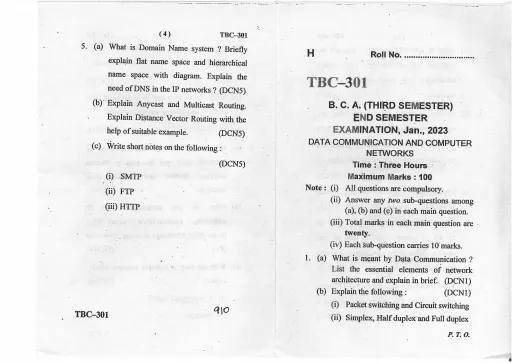 ( 4 ) TBC–301
5. (a) What is Domain Name system ? Briefly
explain flat name space and hierarchical
name space with diagram. Explain the
need of DNS in the IP networks ? (DCN5)
(b) Explain Anycast and Multicast Routing.
Explain Distance Vector Routing with the
help of suitable example. (DCN5)
(c) Write short notes on the following :
(DCN5)
(i) SMTP
(ii) FTP
(iii) HTTP
TBC–301 910
H Roll No. ..............................
TBC–301
B. C. A. (THIRD SEMESTER)
END SEMESTER
EXAMINATION, Jan., 2023
DATA COMMUNICATION AND COMPUTER
NETWORKS
Time : Three Hours
Maximum Marks : 100
Note : (i) All questions are compulsory.
(ii) Answer any two sub-questions among
(a), (b) and (c) in each main question.
(iii) Total marks in each main question are
twenty.
(iv) Each sub-question carries 10 marks.
1. (a) What is meant by Data Communication ?
List the essential elements of network
architecture and explain in brief. (DCN1)
(b) Explain the following : (DCN1)
(i) Packet switching and Circuit switching
(ii) Simplex, Half duplex and Full duplex
P. T. O.